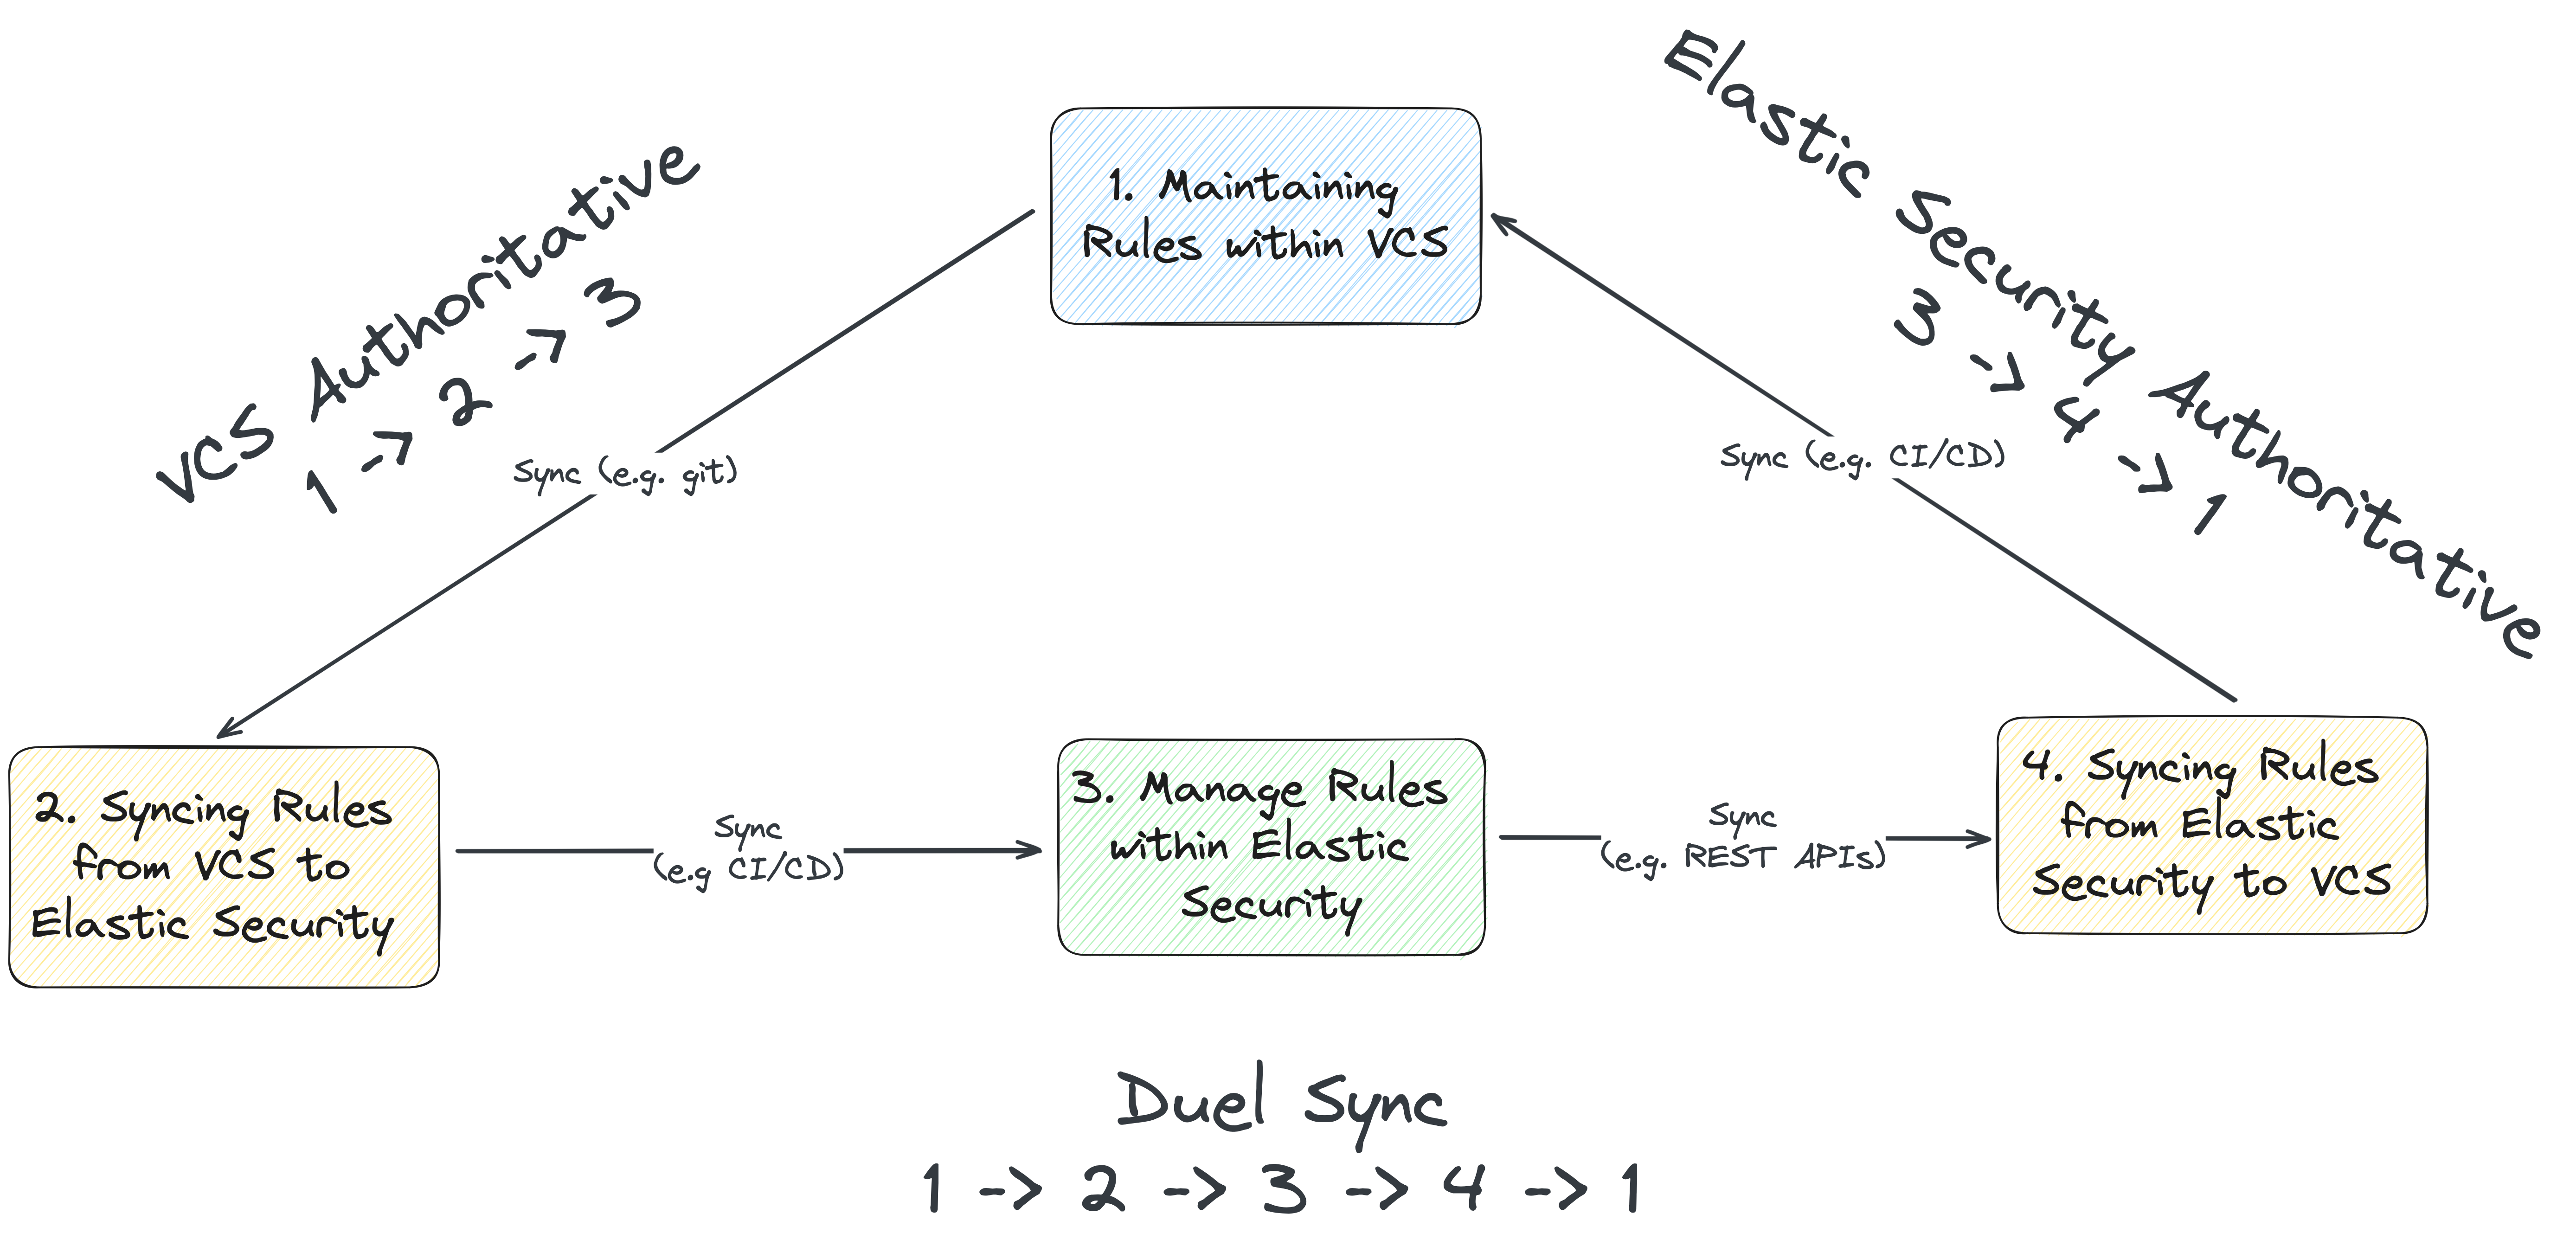 VCS Authoritative
1 -> 2 -> 3
Elastic Security Authoritative
3 -> 4 -> 1
1. Maintaining
Rules within VCS
Sync (e.g. git)
Sync (e.g. CI/CD)
2. Syncing Rules
from VCS to
Elastic Security
Sync
(e.g CI/CD)
3. Manage Rules
within Elastic
Security
Sync
(e.g. REST APIs)
4. Syncing Rules
from Elastic
Security to VCS
Duel Sync
1 -> 2 -> 3 -> 4 -> 1